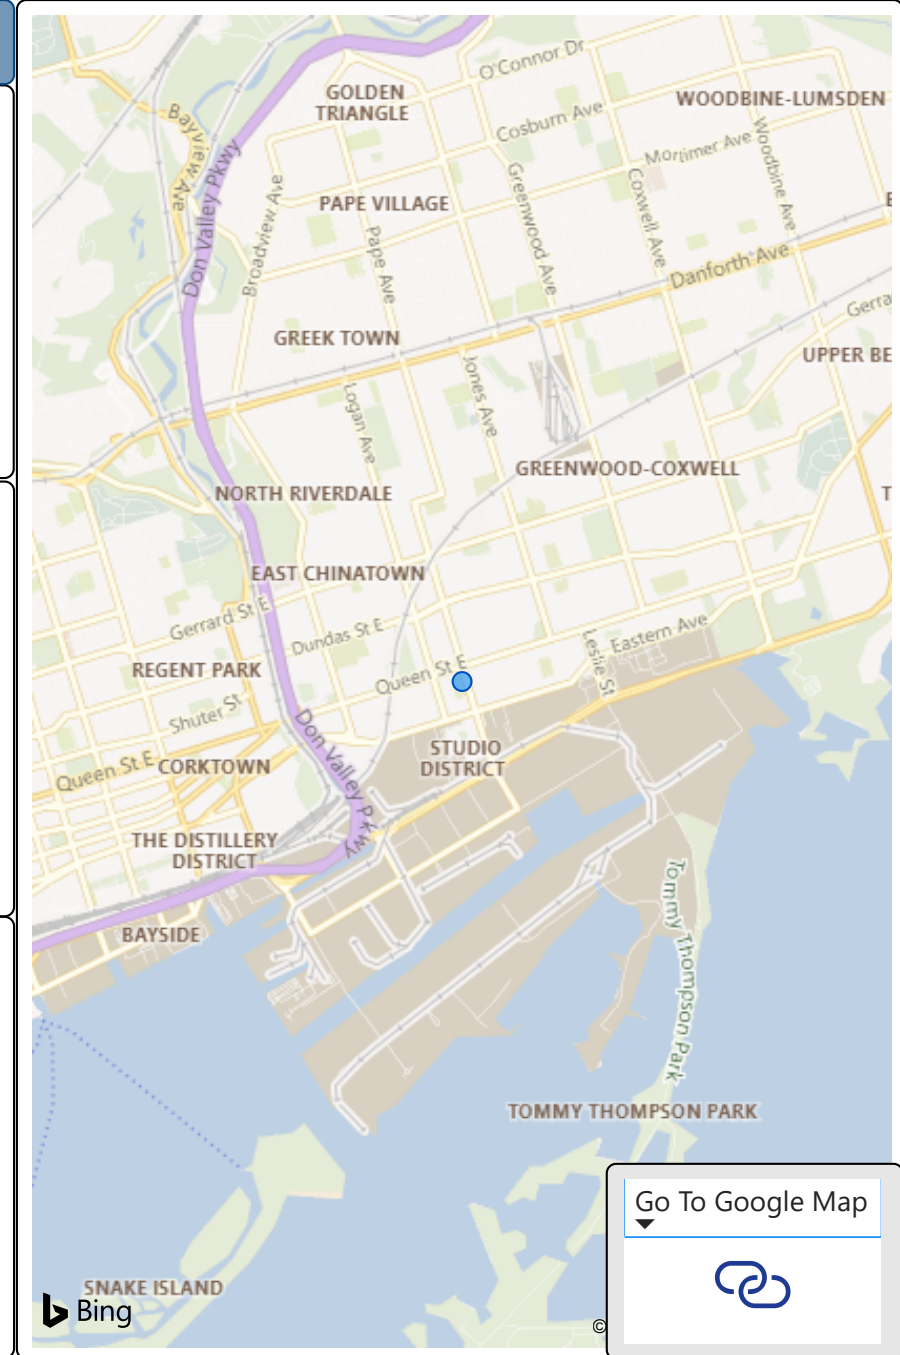 O'Connor Dr
GOLDEN
TRIANGLE
WOODBINE-LUMSDEN
Bayview Ave
Cosburn Ave
Mortimer Ave
Woodbine Ave
Don Valley Pkwy
Broadview Ave
PAPE VILLAGE
Greenwood Ave
Coxwell Ave
Pape Ave
Danforth Ave
Gerra
GREEK TOWN
UPPER BE
Jones Ave
Logan Ave
GREENWOOD-COXWELL
NORTH RIVERDALE
T
EAST CHINATOWN
Gerrard St E
Dundas St E
Eastern Ave
Leslie St
REGENT PARK
Queen St E
Shuter St
Don Valley Pkwy
STUDIO
DISTRICT
Queen St E
CORKTOWN
THE DISTILLERY
DISTRICT
Tommy Thompson Park
BAYSIDE
TOMMY THOMPSON PARK
Go To Google Map
SNAKE ISLAND
Bing
©